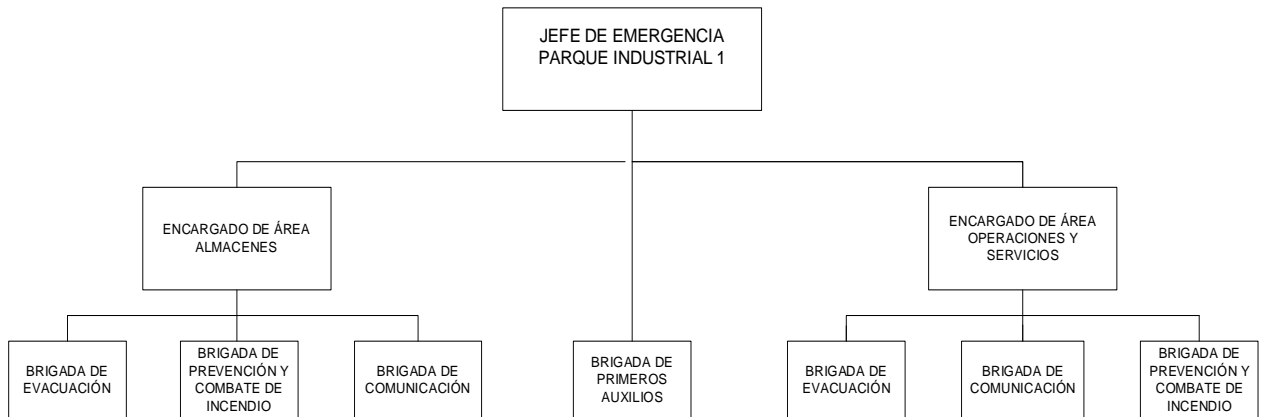 JEFE DE EMERGENCIA
PARQUE INDUSTRIAL 1
ENCARGADO DE ÁREA
ALMACENES
ENCARGADO DE ÁREA
OPERACIONES Y
SERVICIOS
BRIGADA DE
EVACUACIÓN
BRIGADA DE
PREVENCIÓN Y
COMBATE DE
INCENDIO
BRIGADA DE
COMUNICACIÓN
BRIGADA DE
PRIMEROS
AUXILIOS
BRIGADA DE
EVACUACIÓN
BRIGADA DE
COMUNICACIÓN
BRIGADA DE
PREVENCIÓN Y
COMBATE DE
INCENDIO